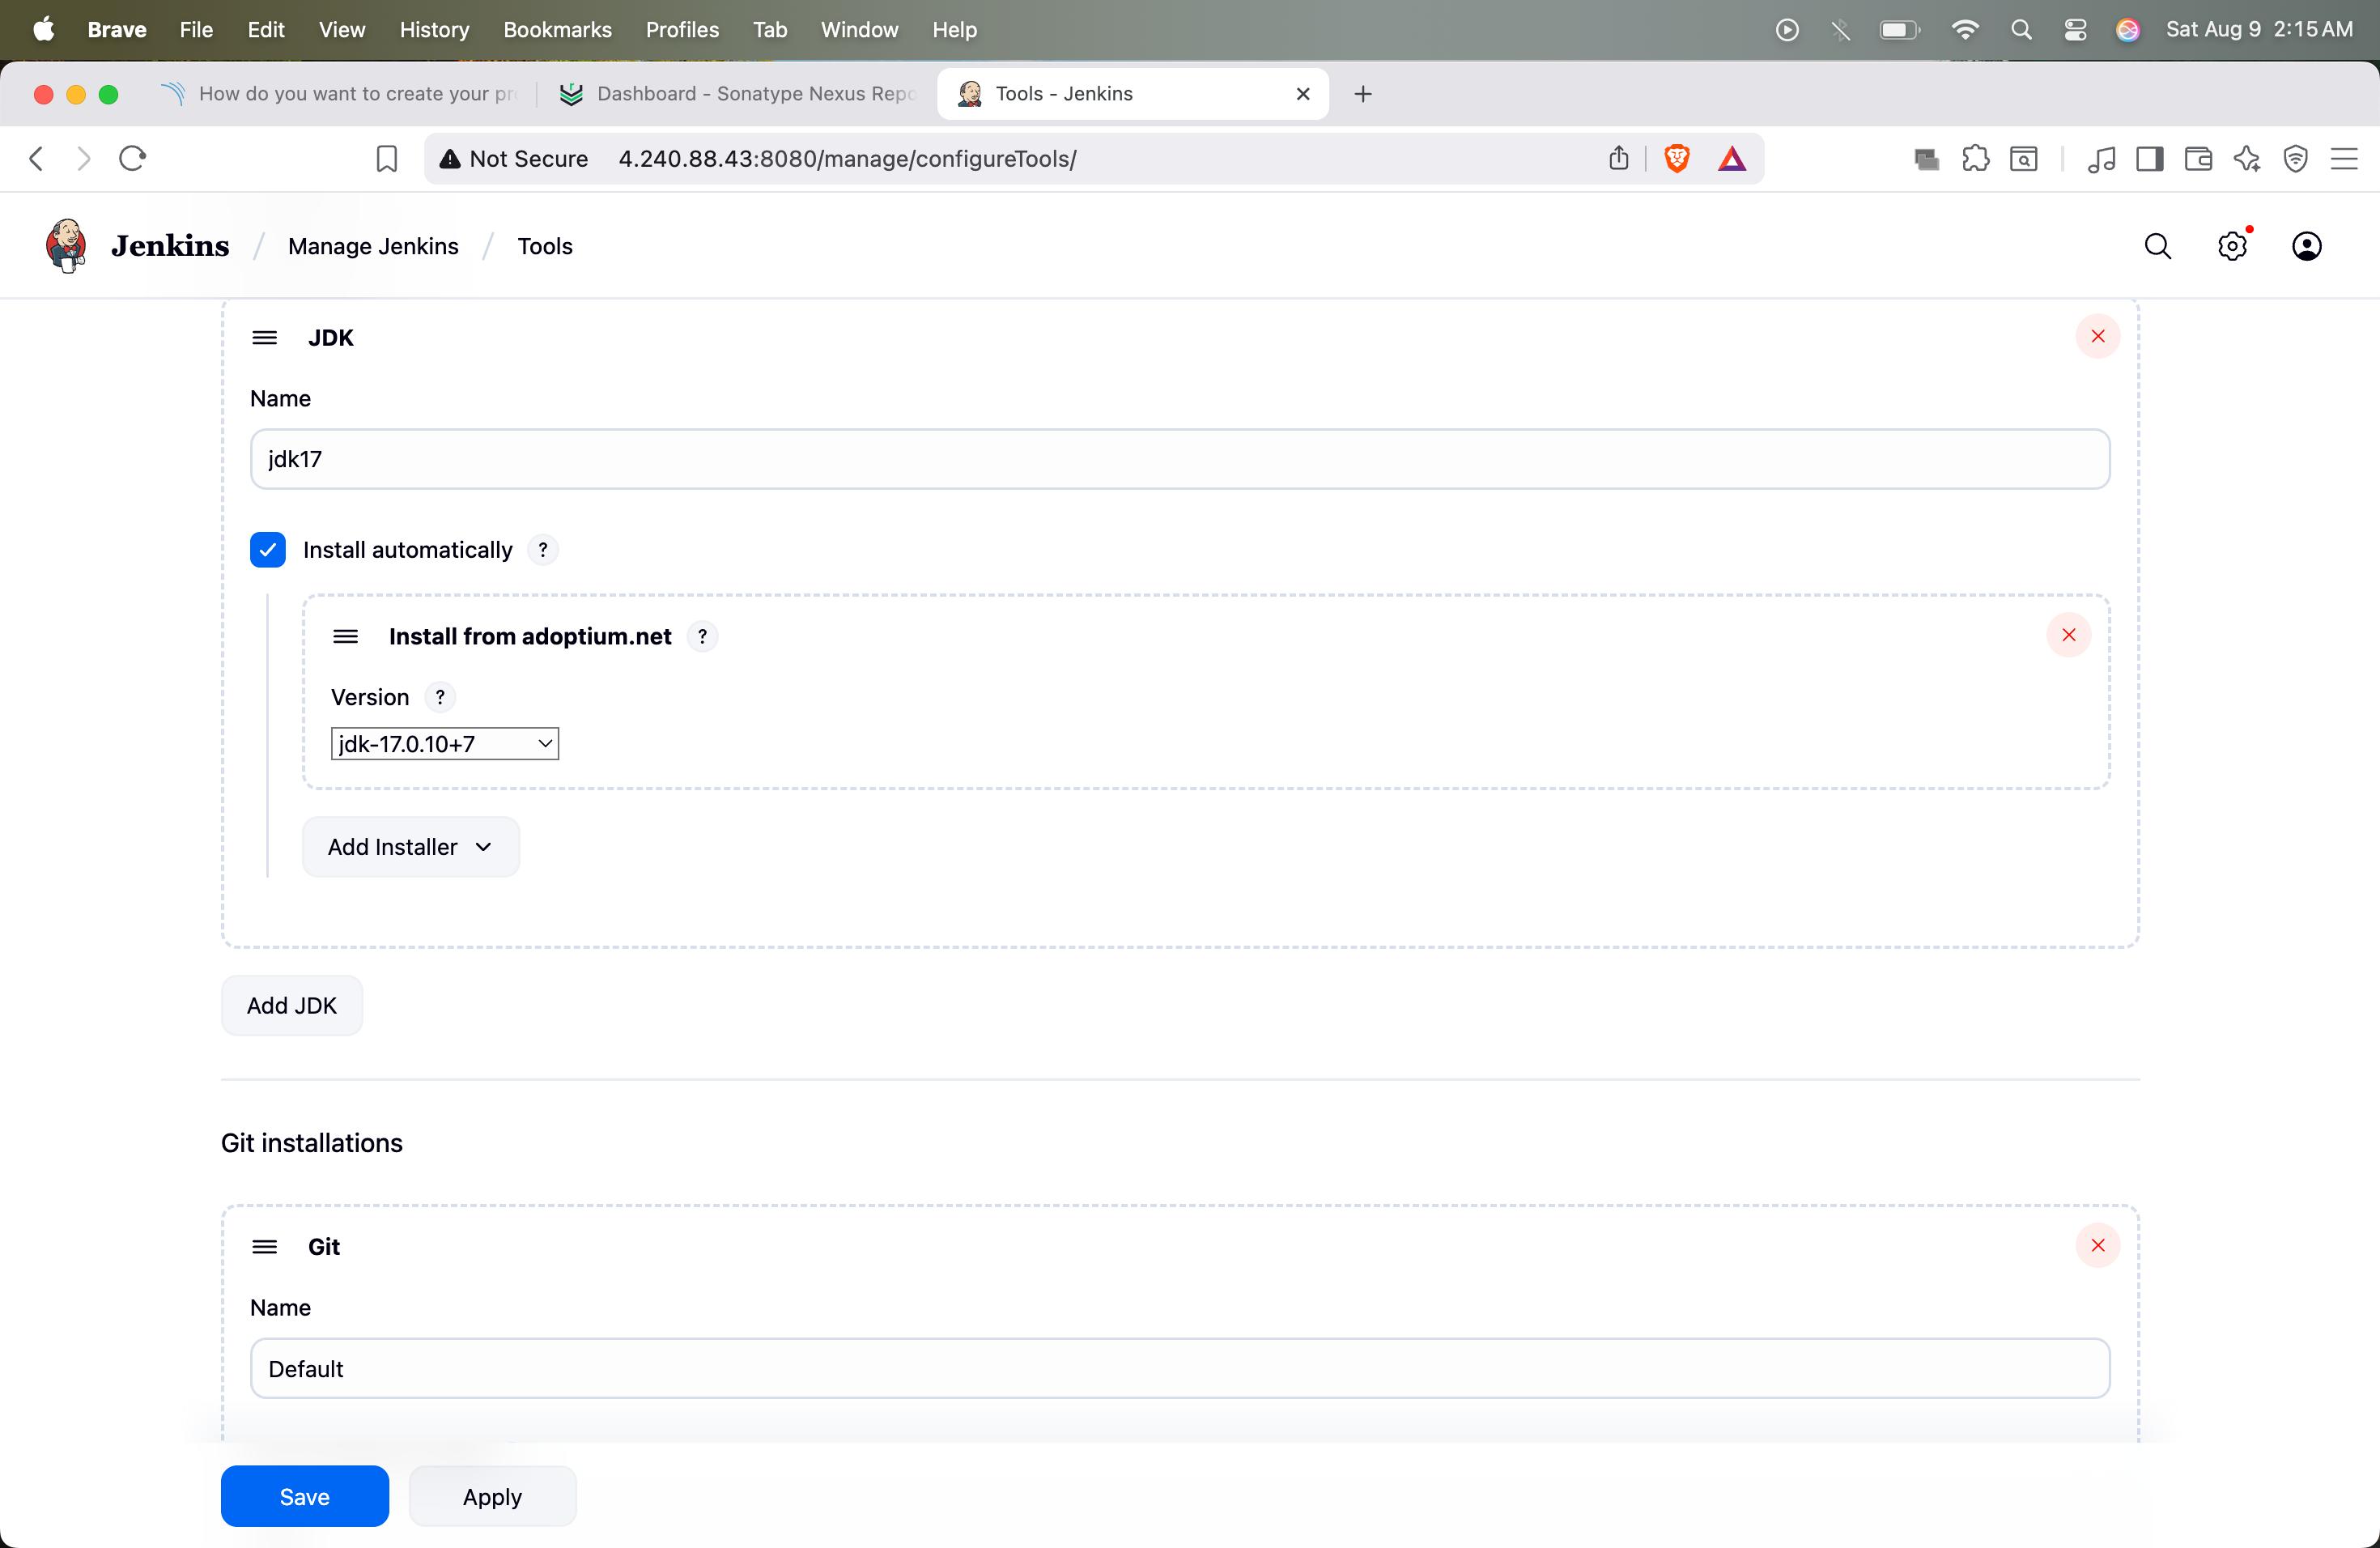 Brave File Edit View History Bookmarks Profiles Tab Window Help Sat Aug 9 2:15 AM
How do you want to create your pr Dashboard - Sonatype Nexus Repo Tools - Jenkins
Not Secure 4.240.88.43:8080/manage/configureTools/
Jenkins / Manage Jenkins / Tools
JDK
Name
jdk17
Install automatically ?
Install from adoptium.net ?
Version ?
jdk-17.0.10+7
Add Installer
Add JDK
Git installations
Git
Name
Default
Save Apply